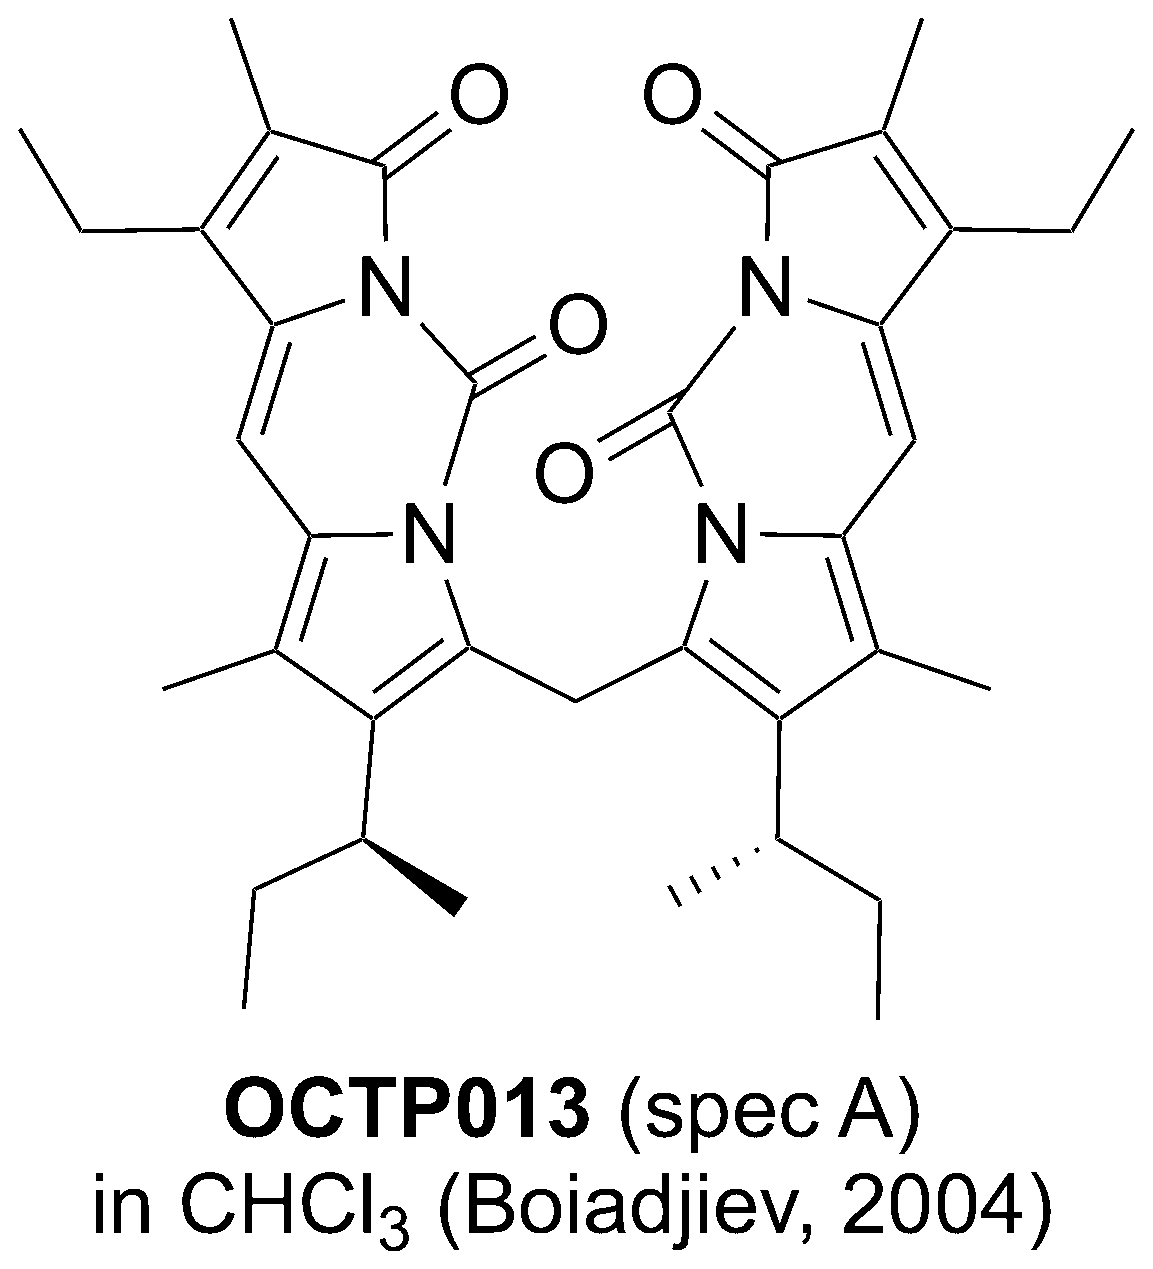 O O
N N
O
O
N N
OCTP013 (spec A)
in CHCl₃ (Boiadjiev, 2004)